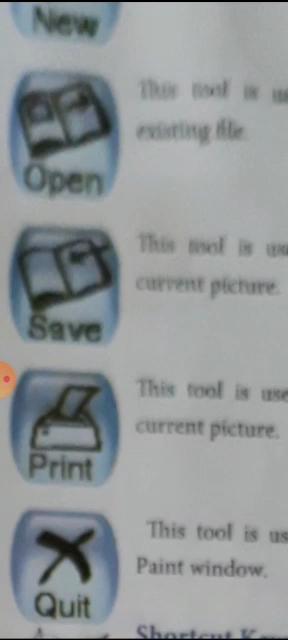 New
This tool is us
existing file.
Open
This tool is us
current picture.
Save
This tool is use
current picture.
Print
This tool is us
Paint window.
Quit
Shortcut K